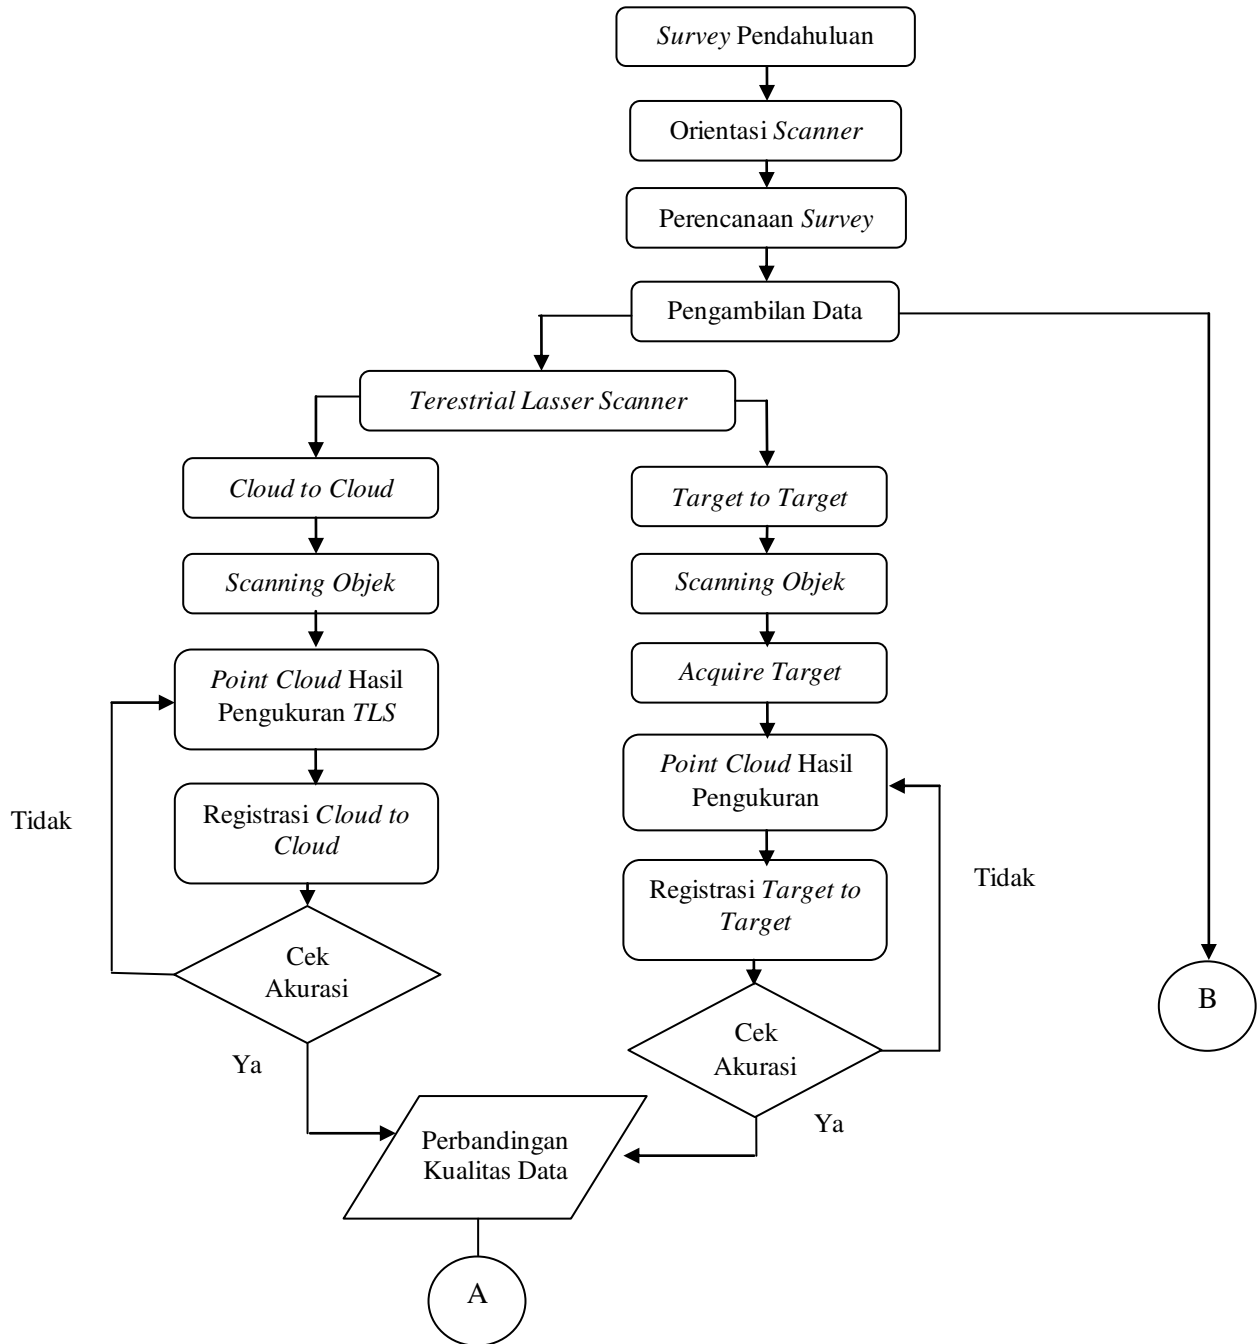 Survey Pendahuluan
Orientasi Scanner
Perencanaan Survey
Pengambilan Data
Terestrial Lasser Scanner
Cloud to Cloud
Scanning Objek
Point Cloud Hasil
Pengukuran TLS
Registrasi Cloud to
Cloud
Tidak
Cek
Akurasi
Ya
Target to Target
Scanning Objek
Acquire Target
Point Cloud Hasil
Pengukuran
Registrasi Target to
Target
Tidak
Cek
Akurasi
Ya
Perbandingan
Kualitas Data
A
B